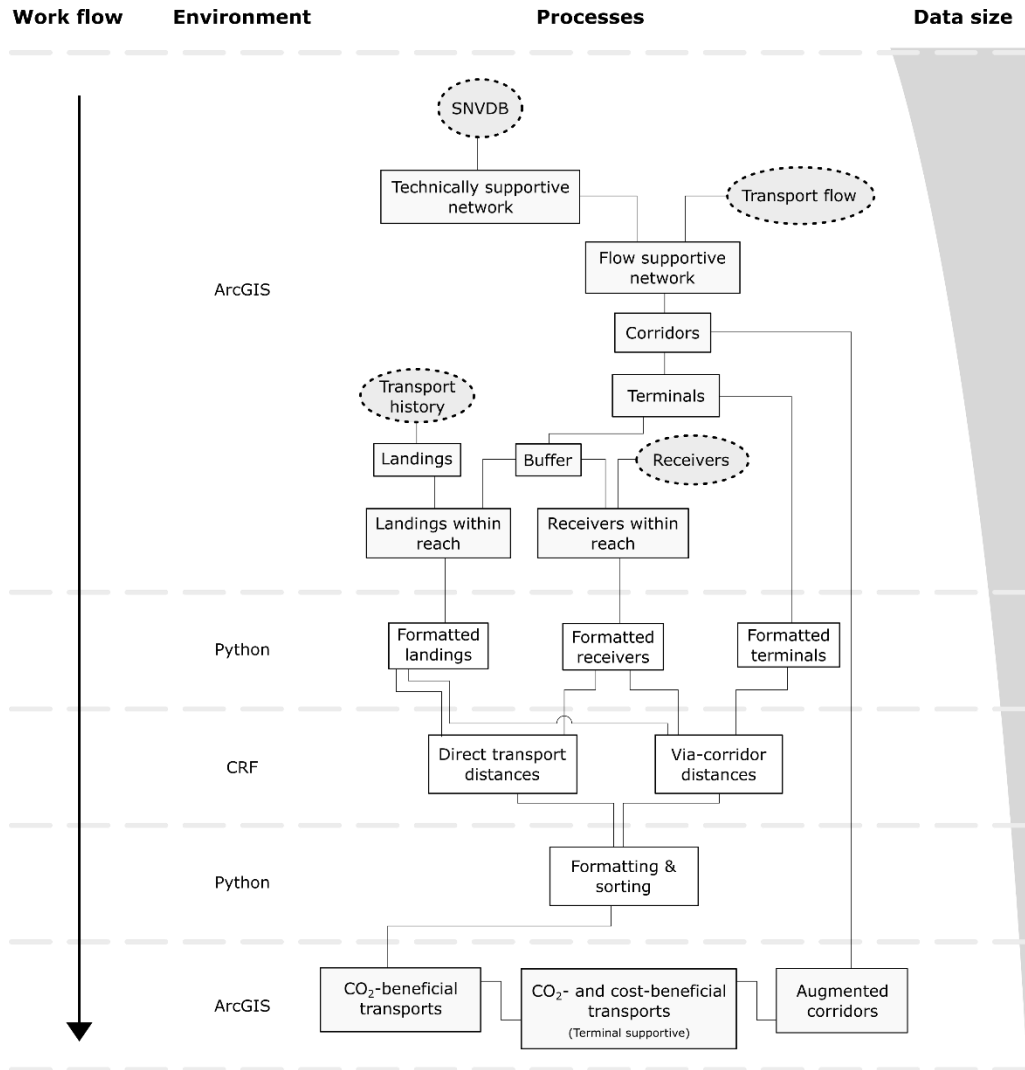 Work flow
Environment
Processes
Data size
SNVDB
Technically supportive
network
Transport flow
Flow supportive
network
ArcGIS
Corridors
Transport
history
Terminals
Landings
Buffer
Receivers
Landings within
reach
Receivers within
reach
Python
Formatted
landings
Formatted
receivers
Formatted
terminals
CRF
Direct transport
distances
Via-corridor
distances
Python
Formatting &
sorting
ArcGIS
CO₂-beneficial
transports
CO₂- and cost-beneficial
transports
(Terminal supportive)
Augmented
corridors